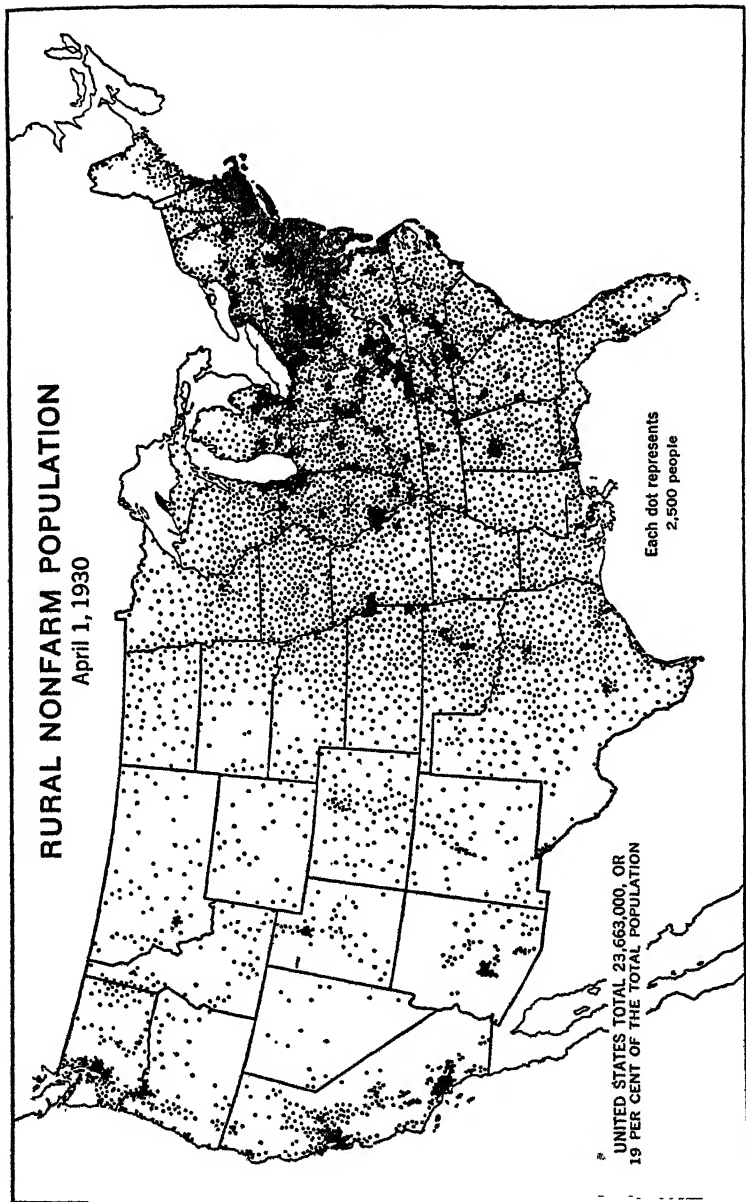 RURAL NONFARM POPULATION
April 1, 1930
Each dot represents
2,500 people
UNITED STATES TOTAL 23,663,000, OR
19 PER CENT OF THE TOTAL POPULATION